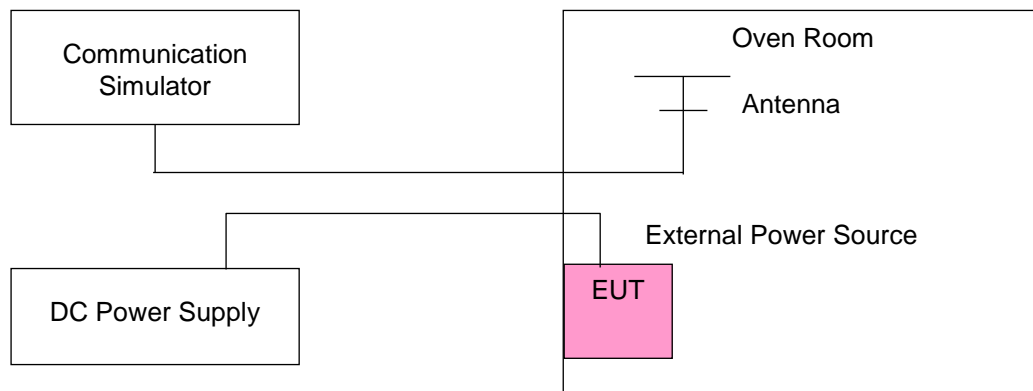 Communication
Simulator
Oven Room
Antenna
External Power Source
EUT
DC Power Supply